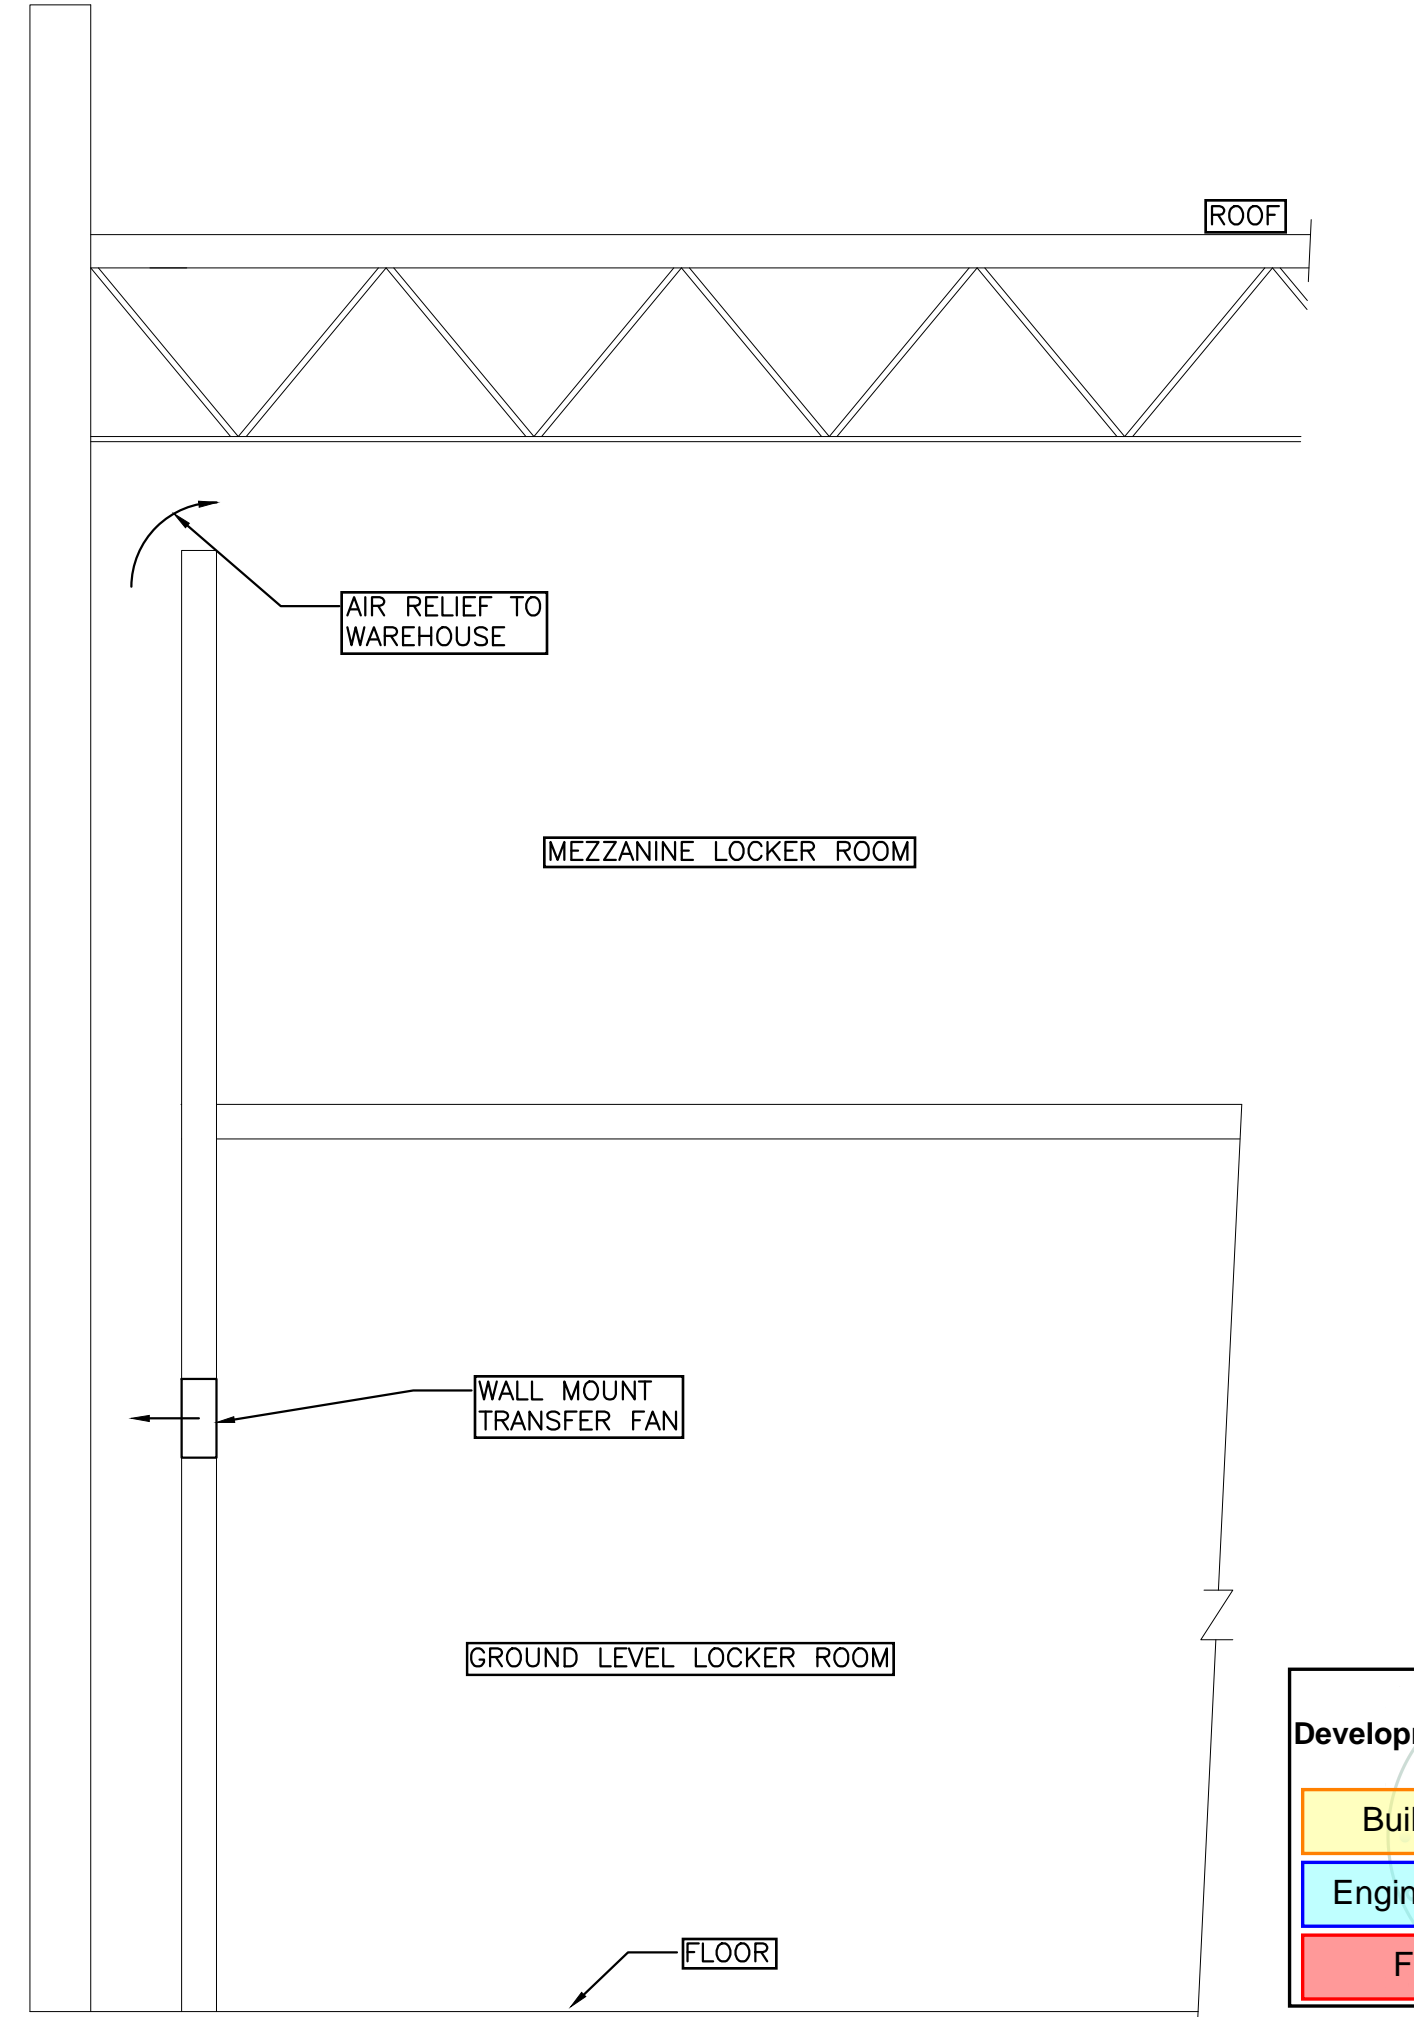 ROOF
AIR RELIEF TO
WAREHOUSE
MEZZANINE LOCKER ROOM
WALL MOUNT
TRANSFER FAN
GROUND LEVEL LOCKER ROOM
FLOOR